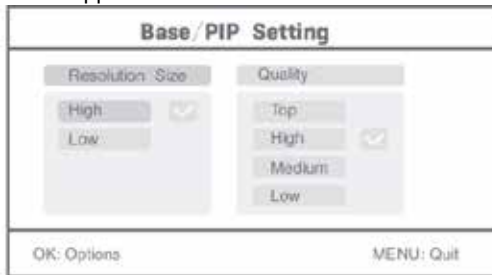 Base/PIP Setting
Resolution Size
High
Low
Quality
Top
High
Medium
Low
OK: Options
MENU: Quit